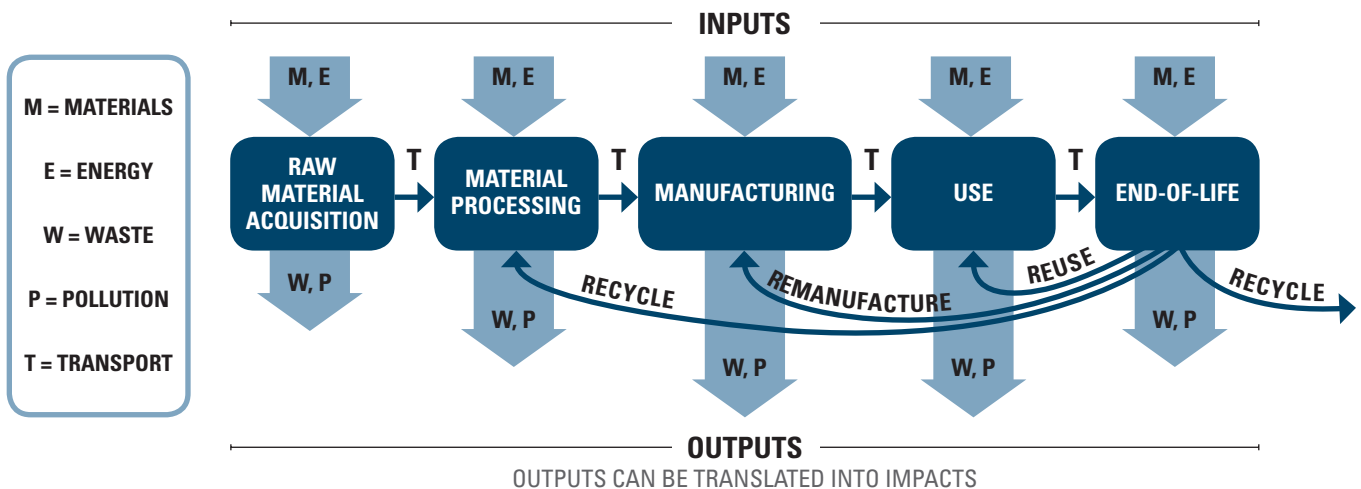 INPUTS
M = MATERIALS
E = ENERGY
W = WASTE
P = POLLUTION
T = TRANSPORT
M, E
M, E
M, E
M, E
M, E
RAW
MATERIAL
ACQUISITION
T
MATERIAL
PROCESSING
T
MANUFACTURING
T
USE
T
END-OF-LIFE
RECYCLE
REMANUFACTURE
REUSE
RECYCLE
W, P
W, P
W, P
W, P
W, P
OUTPUTS
OUTPUTS CAN BE TRANSLATED INTO IMPACTS